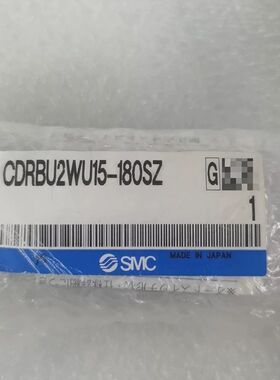 CDRBU2WU15-180SZ G
1
SMC MADE IN JAPAN